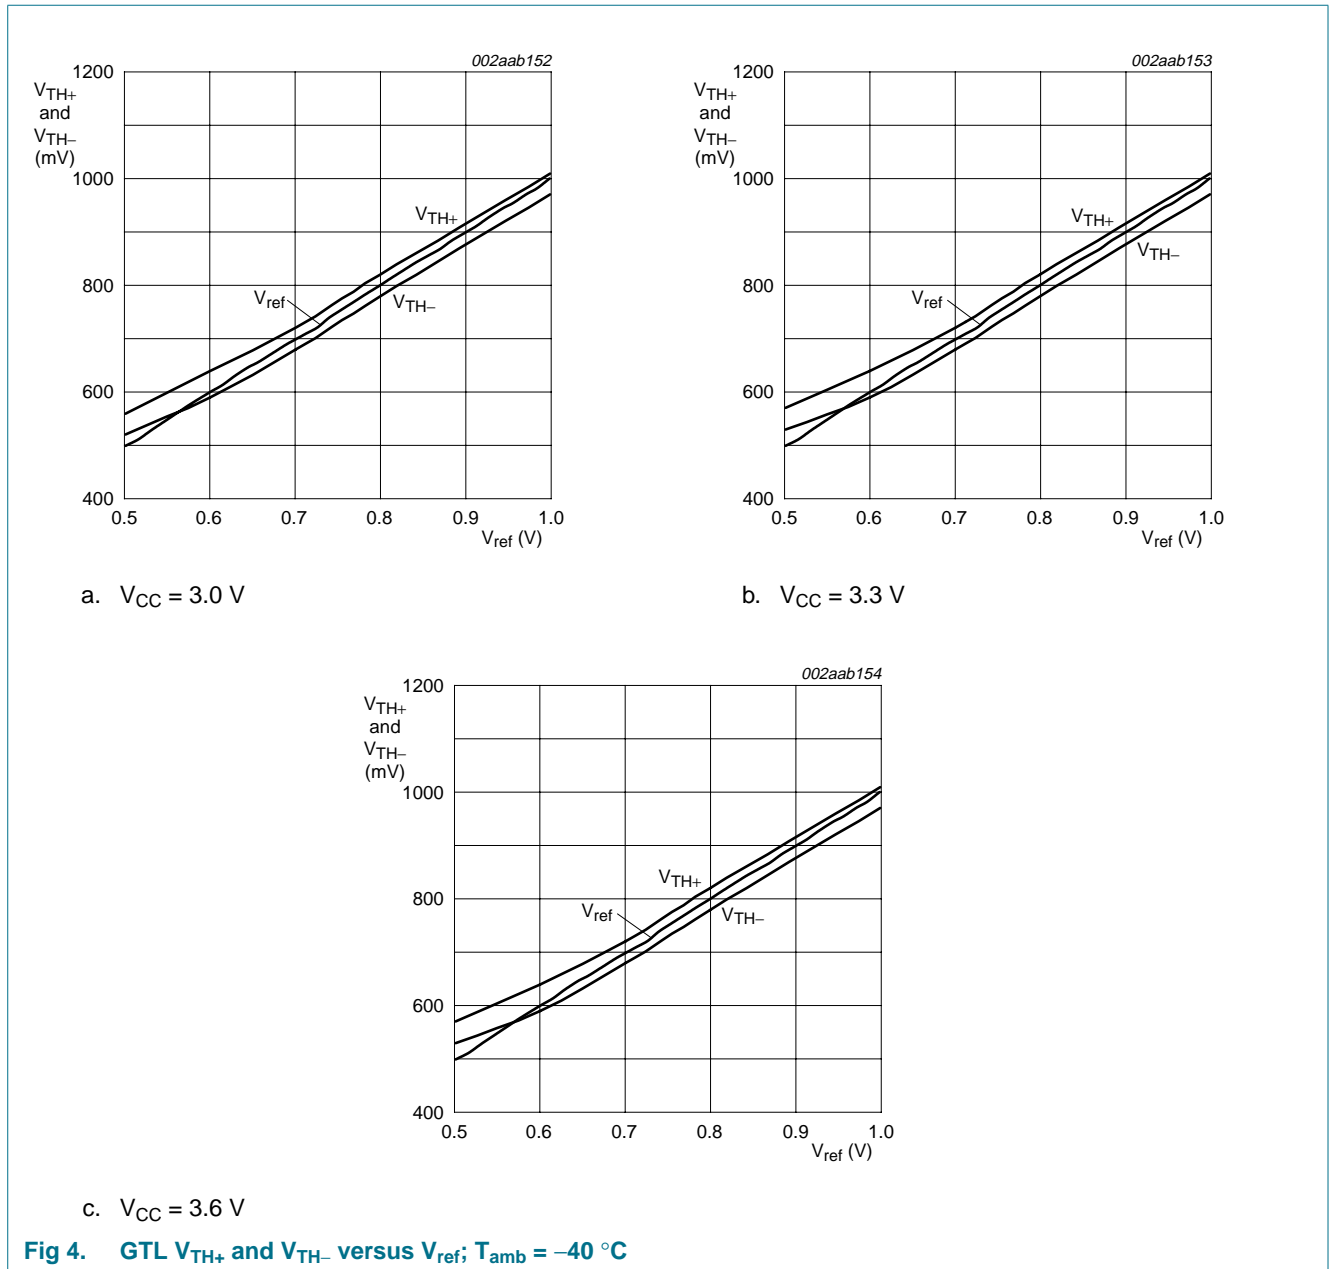 002aab152
1200
VTH+
and
VTH−
(mV)
1000
800
600
400
VTH+
Vref
VTH−
0.5 0.6 0.7 0.8 0.9 1.0
Vref (V)
a. VCC = 3.0 V
002aab153
1200
VTH+
and
VTH−
(mV)
1000
800
600
400
VTH+
VTH−
Vref
0.5 0.6 0.7 0.8 0.9 1.0
Vref (V)
b. VCC = 3.3 V
002aab154
1200
VTH+
and
VTH−
(mV)
1000
800
600
400
VTH+
Vref
VTH−
0.5 0.6 0.7 0.8 0.9 1.0
Vref (V)
c. VCC = 3.6 V
Fig 4. GTL VTH+ and VTH− versus Vref; Tamb = −40 °C